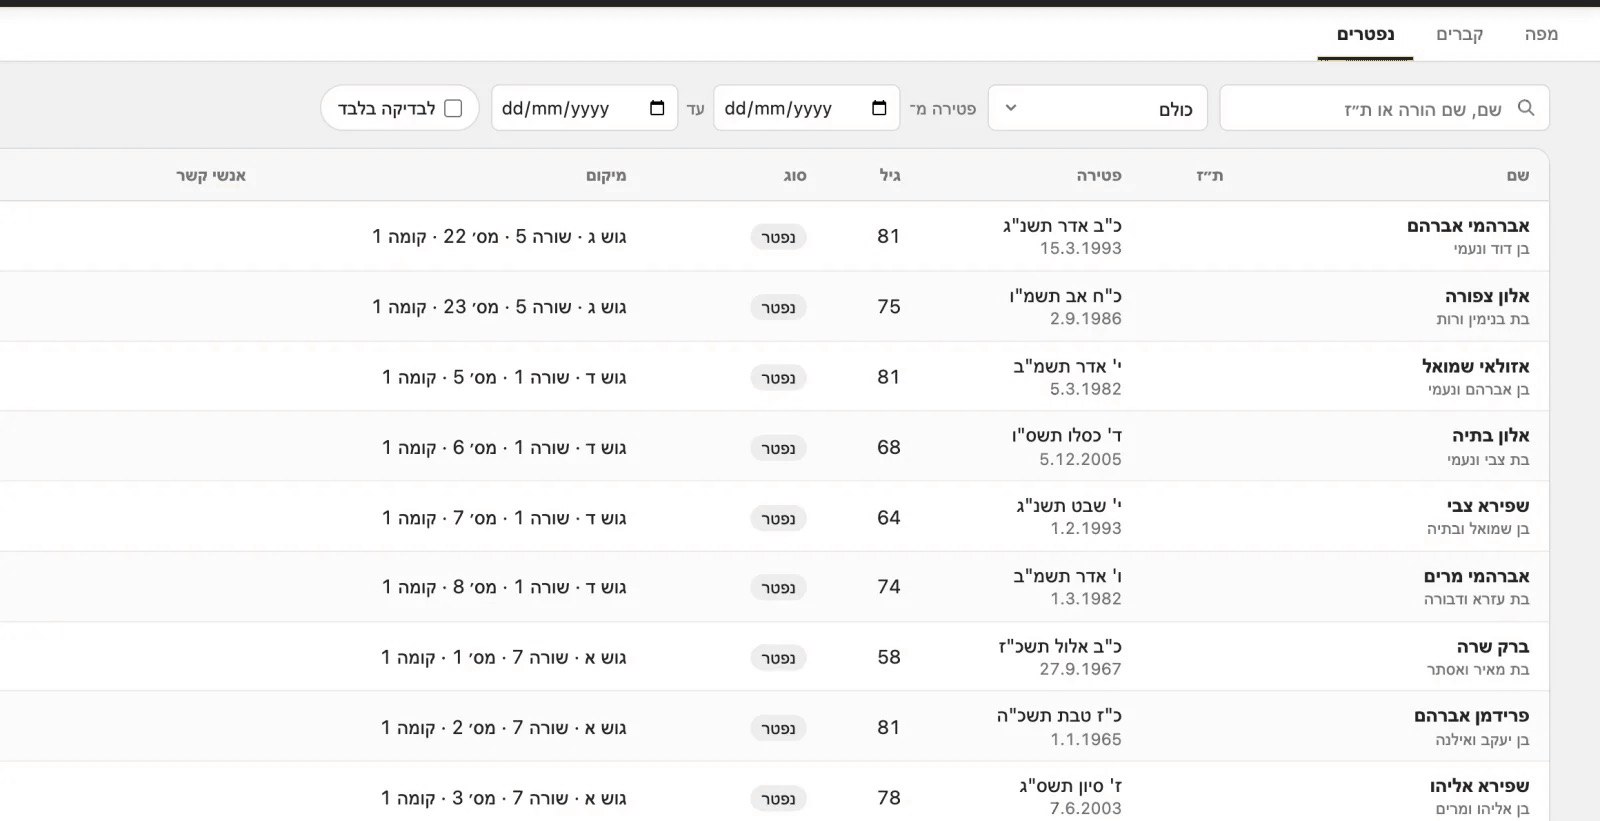 מפה
קברים
נפטרים
שם, שם הורה או ת״ז
כולם
פטירה מ־
dd/mm/yyyy
עד
dd/mm/yyyy
לבדיקה בלבד
שם ת״ז פטירה גיל סוג מיקום אנשי קשר
אברהמי אברהם
בן דוד ונעמי
כ"ב אדר תשנ"ג
15.3.1993
81
נפטר
גוש ג · שורה 5 · מס׳ 22 · קומה 1
אלון צפורה
בת בנימין ורות
כ"ח אב תשמ"ו
2.9.1986
75
נפטר
גוש ג · שורה 5 · מס׳ 23 · קומה 1
אזולאי שמואל
בן אברהם ונעמי
י' אדר תשמ"ב
5.3.1982
81
נפטר
גוש ד · שורה 1 · מס׳ 5 · קומה 1
אלון בתיה
בת צבי ונעמי
ד' כסלו תשס"ו
5.12.2005
68
נפטר
גוש ד · שורה 1 · מס׳ 6 · קומה 1
שפירא צבי
בן שמואל ובתיה
י' שבט תשנ"ג
1.2.1993
64
נפטר
גוש ד · שורה 1 · מס׳ 7 · קומה 1
אברהמי מרים
בת עזרא ודבורה
ו' אדר תשמ"ב
1.3.1982
74
נפטר
גוש ד · שורה 1 · מס׳ 8 · קומה 1
ברק שרה
בת מאיר ואסתר
כ"ב אלול תשכ"ז
27.9.1967
58
נפטר
גוש א · שורה 7 · מס׳ 1 · קומה 1
פרידמן אברהם
בן יעקב ואילנה
כ"ז טבת תשכ"ה
1.1.1965
81
נפטר
גוש א · שורה 7 · מס׳ 2 · קומה 1
שפירא אליהו
בן אליהו ומרים
ז' סיון תשס"ג
7.6.2003
78
נפטר
גוש א · שורה 7 · מס׳ 3 · קומה 1